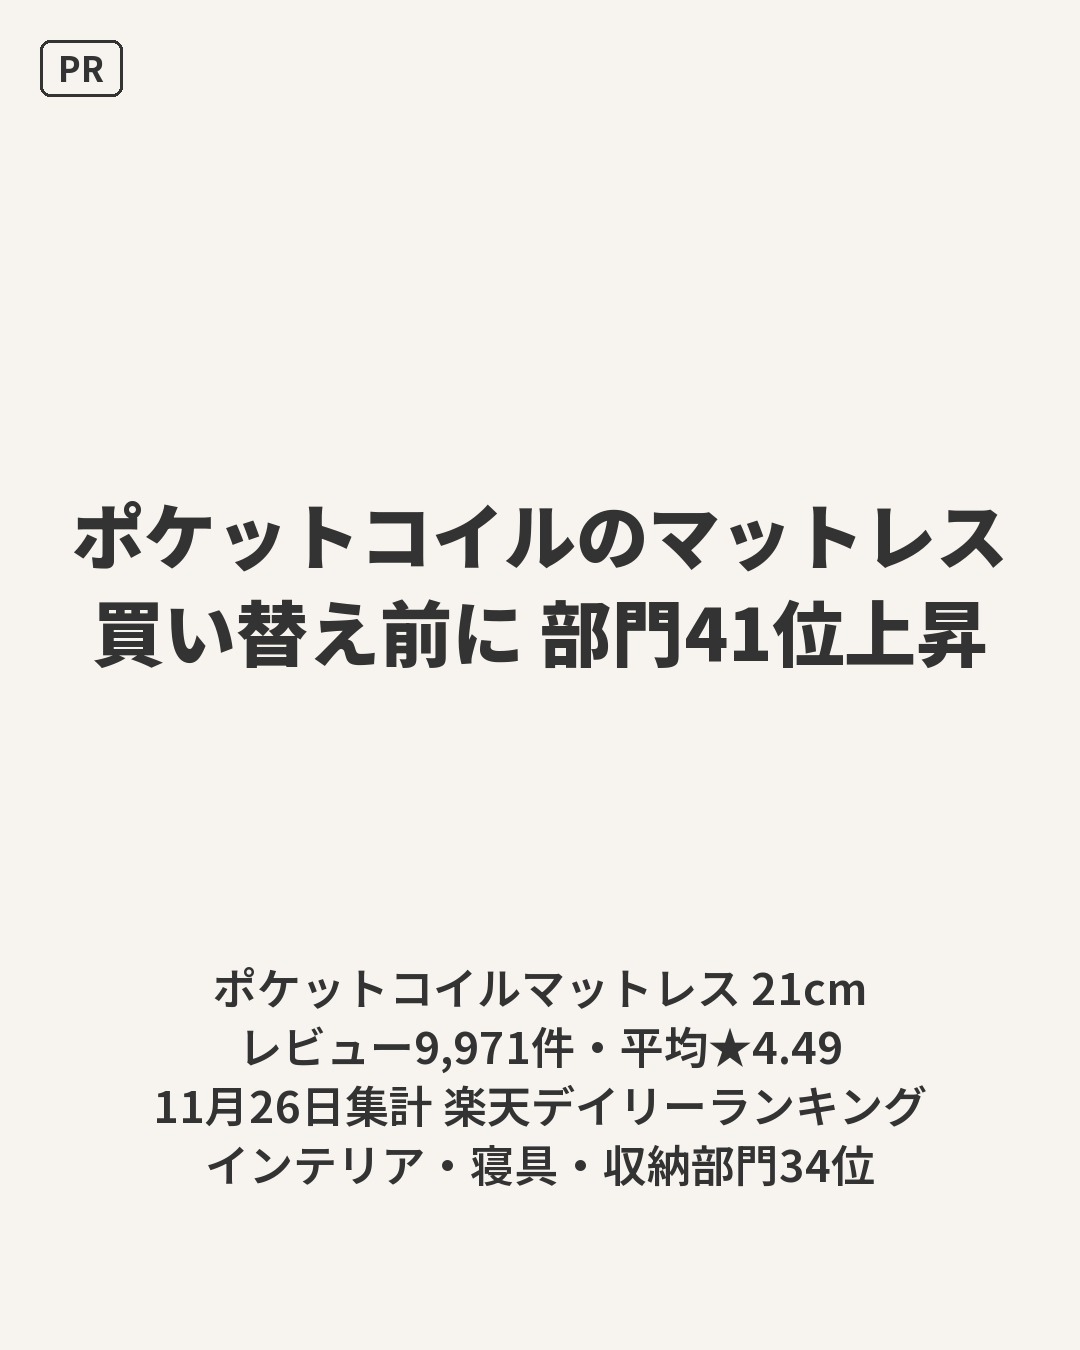 PR
ポケットコイルのマットレス
買い替え前に 部門41位上昇
ポケットコイルマットレス 21cm
レビュー9,971件・平均★4.49
11月26日集計 楽天デイリーランキング
インテリア・寝具・収納部門34位